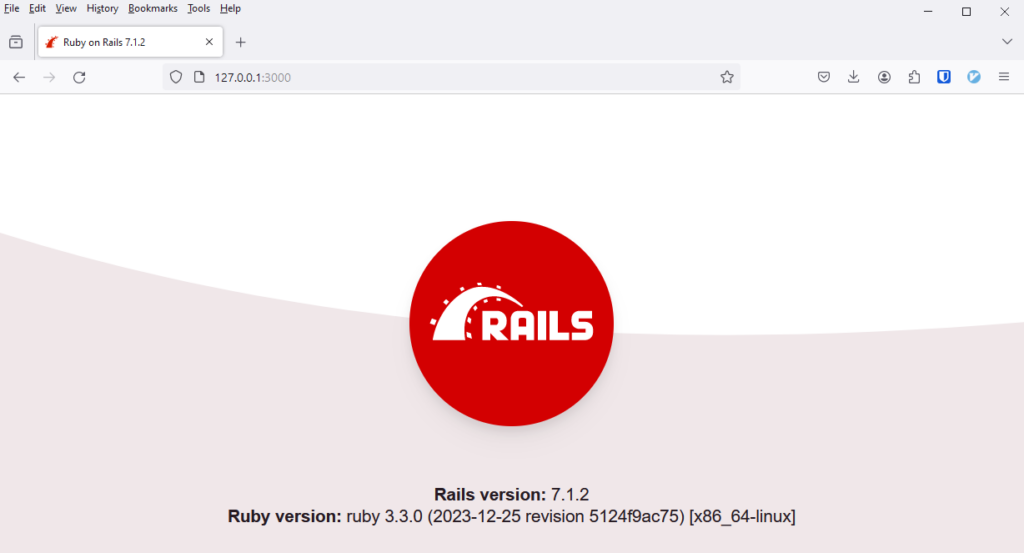 File Edit View History Bookmarks Tools Help
Ruby on Rails 7.1.2
127.0.0.1:3000
RAILS
Rails version: 7.1.2
Ruby version: ruby 3.3.0 (2023-12-25 revision 5124f9ac75) [x86_64-linux]